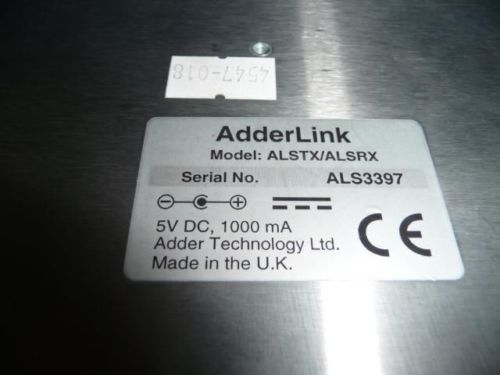 4547-018
AdderLink
Model: ALSTX/ALSRX
Serial No. ALS3397
5V DC, 1000 mA
Adder Technology Ltd.
Made in the U.K.
CE